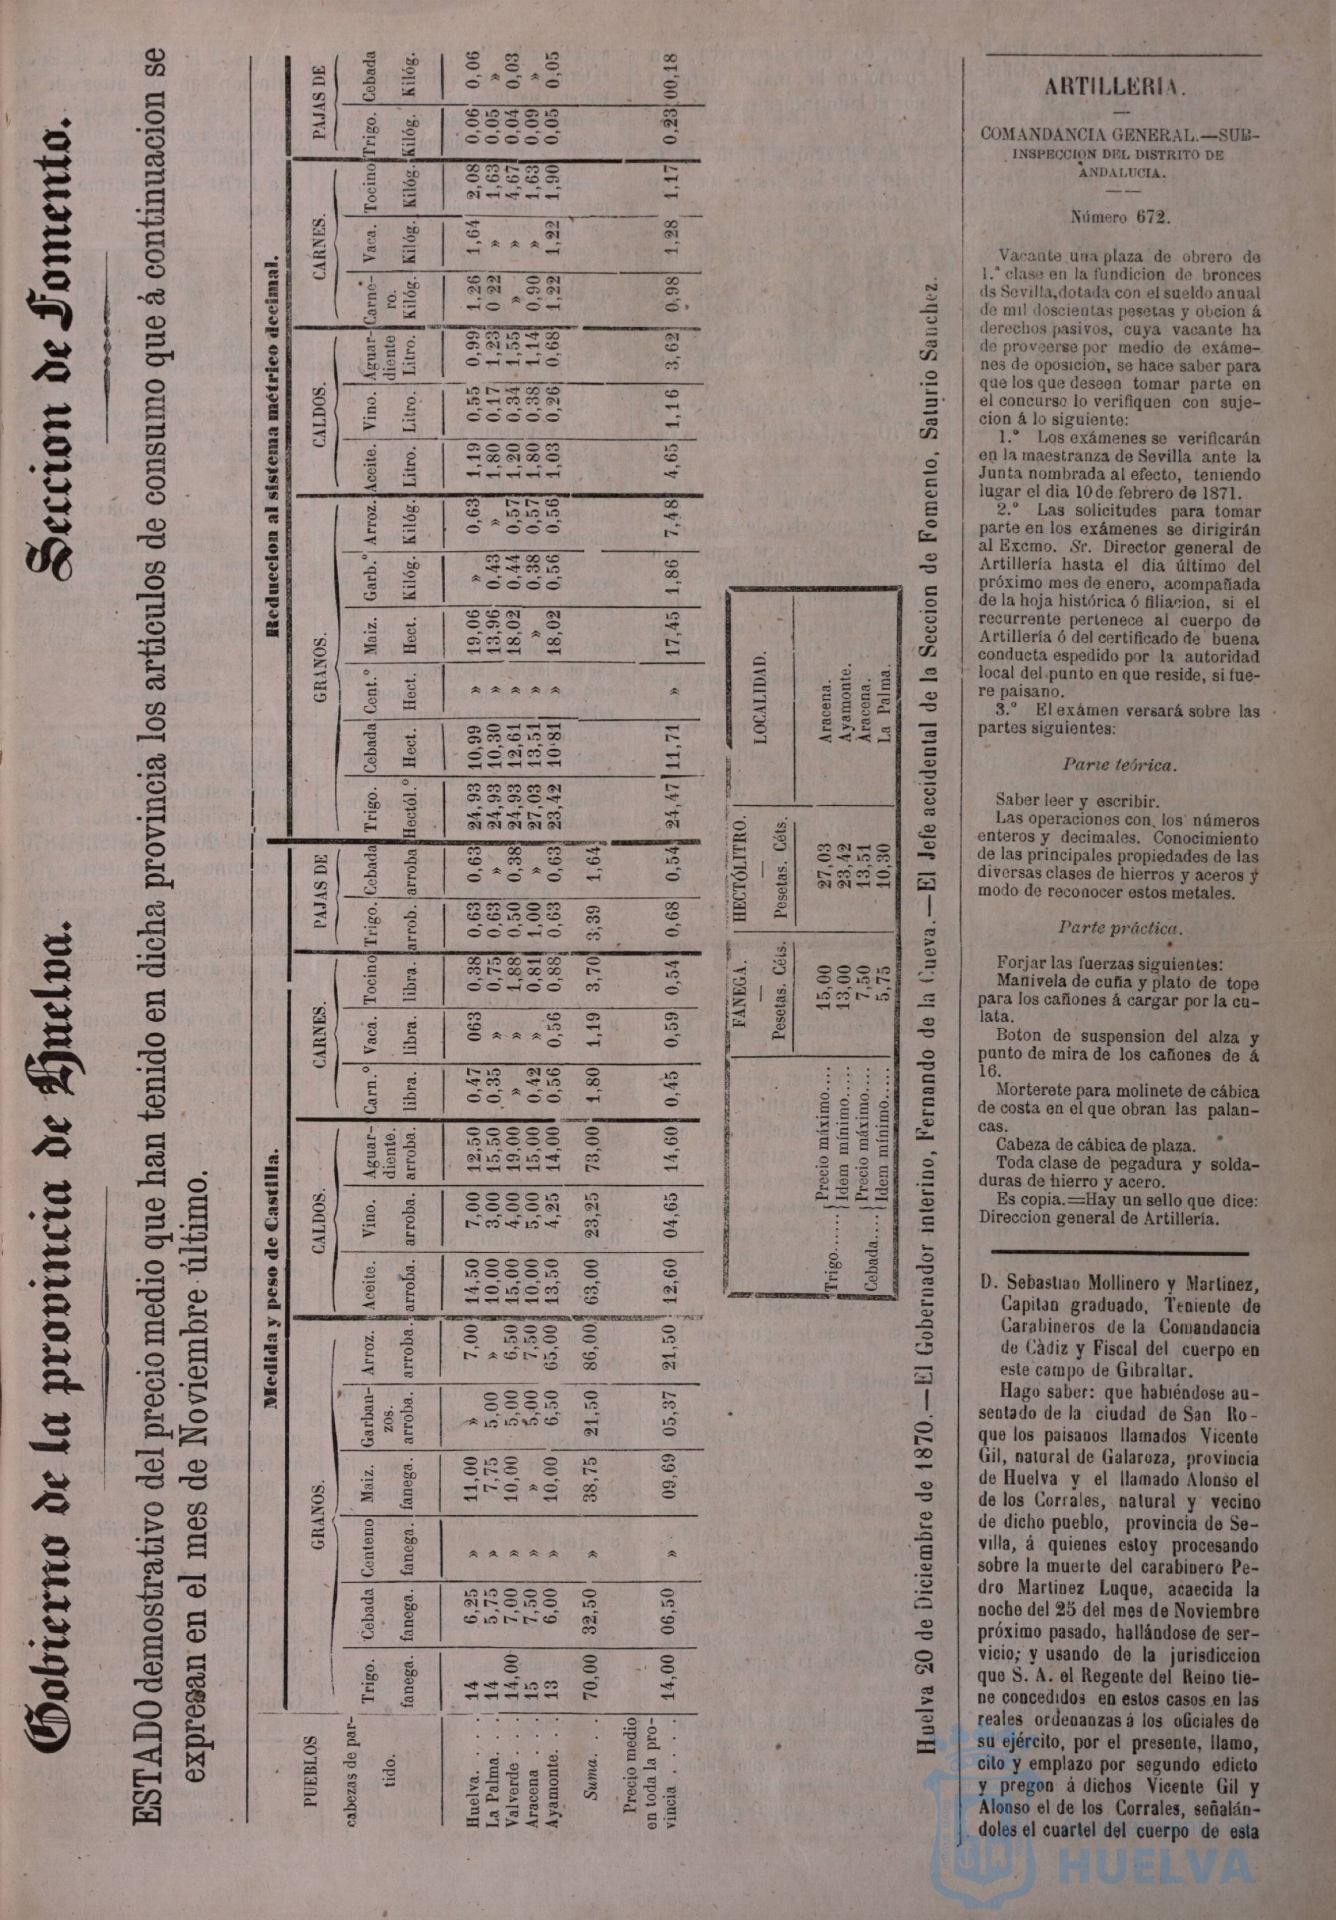 Gobierno de la provincia de Huelva. Seccion de Fomento.
ESTADO demostrativo del precio medio que han tenido en dicha provincia los artículos de consumo que á continuacion se
expresan en el mes de Noviembre último.
Medida y peso de Castilla. Reduccion al sistema métrico decimal.
PUEBLOS GRANOS. CALDOS. CARNES. PAJAS DE GRANOS. CALDOS. CARNES. PAJAS DE
cabezas de partido. Trigo. Cebada Centeno Maiz. Garbanzos. Arroz. Aceite. Vino. Aguardiente. Carn.º Vaca. Tocino Trigo. Cebada Trigo. Cebada Cent.º Maiz. Garb.º Arroz. Aceite. Vino. Aguardiente Carnero. Vaca. Tocino Trigo. Cebada
fanega. fanega. fanega. fanega. arroba. arroba. arroba. arroba. arroba. libra. libra. libra. arrob. arroba Hectól.º Hect. Hect. Hect. Kilóg. Kilóg. Litro. Litro. Litro. Kilóg. Kilóg. Kilóg. Kilóg. Kilóg.
Huelva. . . . 14 6,25 » 11,00 » 7,00 14,50 7,00 12,50 0,47 063 0,38 0,63 0,63 24,93 10,99 » 19,06 » 0,63 1,19 0,55 0,99 1,26 1,64 2,08 0,06 0,06
La Palma. . . 14 5,75 » 7,75 5,00 » 10,00 3,00 15,50 0,35 » 0,75 0,63 » 24,93 10,30 » 13,96 0,43 » 1,80 0,17 1,23 0 22 » 1,63 0,05 »
Valverde . . . 14,00 7,00 » 10,00 5,00 6,50 15,00 4,00 19,00 » » 1,88 0,50 0,38 24,93 12,61 » 18,02 0,44 0,57 1,20 0,34 1,55 » » 4,67 0,04 0,03
Aracena . . . 15 7,50 » » 5,00 7,50 10,00 5,00 15,00 0,42 » 0,81 1,00 » 27,03 13,51 » » 0,38 0,57 1,80 0,38 1,14 0,90 » 1,63 0,09 »
Ayamonte. . . 13 6,00 » 10,00 6,50 65,00 13,50 4,25 14,00 0,56 0,56 0,88 0,63 0,63 23,42 10·81 » 18,02 0,56 0,56 1,03 0,26 0,68 1,22 1,22 1,90 0,05 0,05
Suma. . . 70,00 32,50 » 38,75 21,50 86,00 63,00 23,25 73,00 1,80 1,19 3,70 3,39 1,64
Precio medio
en toda la pro-
vincia . . . . 14,00 06,50 » 09,69 05,37 21,50 12,60 04,65 14,60 0,45 0,59 0,54 0,68 0,54 24,47 11,71 » 17,45 1,86 7,48 4,65 1,16 3,62 0,98 1,28 1,17 0,23 00,18
FANEGA. HECTÓLITRO. LOCALIDAD.
Pesetas. Céts. Pesetas. Céts.
Trigo...... Precio máximo.... 15,00 27,03 Aracena.
Idem mínimo..... 13,00 23,42 Ayamonte.
Cebada.... Precio máximo.... 7,50 13,51 Aracena.
Idem mínimo..... 5,75 10,30 La Palma.
Huelva 20 de Diciembre de 1870.—El Gobernador interino, Fernando de la Cueva.—El Jefe accidental de la Seccion de Fomento, Saturio Sanchez.
ARTILLERÍA.
COMANDANCIA GENERAL.—SUB-
INSPECCION DEL DISTRITO DE
ANDALUCIA.
Número 672.
Vacante una plaza de obrero de
1.ª clase en la fundicion de bronces
ds Sevilla, dotada con el sueldo anual
de mil doscientas pesetas y obcion á
derechos pasivos, cuya vacante ha
de proveerse por medio de exáme-
nes de oposicion, se hace saber para
que los que deseen tomar parte en
el concurso lo verifiquen con suje-
cion á lo siguiente:
1.º Los exámenes se verificarán
en la maestranza de Sevilla ante la
Junta nombrada al efecto, teniendo
lugar el dia 10 de febrero de 1871.
2.º Las solicitudes para tomar
parte en los exámenes se dirigirán
al Excmo. Sr. Director general de
Artillería hasta el dia último del
próximo mes de enero, acompañada
de la hoja histórica ó filiacion, si el
recurrente pertenece al cuerpo de
Artillería ó del certificado de buena
conducta espedido por la autoridad
local del punto en que reside, si fue-
re paisano.
3.º El exámen versará sobre las
partes siguientes:
Parte teórica.
Saber leer y escribir.
Las operaciones con los números
enteros y decimales. Conocimiento
de las principales propiedades de las
diversas clases de hierros y aceros y
modo de reconocer estos metales.
Parte práctica.
Forjar las fuerzas siguientes:
Manivela de cuña y plato de tope
para los cañones á cargar por la cu-
lata.
Boton de suspension del alza y
punto de mira de los cañones de á
16.
Morterete para molinete de cábica
de costa en el que obran las palan-
cas.
Cabeza de cábica de plaza.
Toda clase de pegadura y solda-
duras de hierro y acero.
Es copia.=Hay un sello que dice:
Direccion general de Artillería.
D. Sebastian Mollinero y Martinez,
Capitan graduado, Teniente de
Carabineros de la Comandancia
de Càdiz y Fiscal del cuerpo en
este campo de Gibraltar.
Hago saber: que habiéndose au-
sentado de la ciudad de San Ro-
que los paisanos llamados Vicente
Gil, natural de Galaroza, provincia
de Huelva y el llamado Alonso el
de los Corrales, natural y vecino
de dicho pueblo, provincia de Se-
villa, á quienes estoy procesando
sobre la muerte del carabinero Pe-
dro Martinez Luque, acaecida la
noche del 25 del mes de Noviembre
próximo pasado, hallándose de ser-
vicio; y usando de la jurisdiccion
que S. A. el Regente del Reino tie-
ne concedidos en estos casos en las
reales ordenanzas á los oficiales de
su ejército, por el presente, llamo,
cito y emplazo por segundo edicto
y pregon á dichos Vicente Gil y
Alonso el de los Corrales, señalán-
doles el cuartel del cuerpo de esta
HUELVA